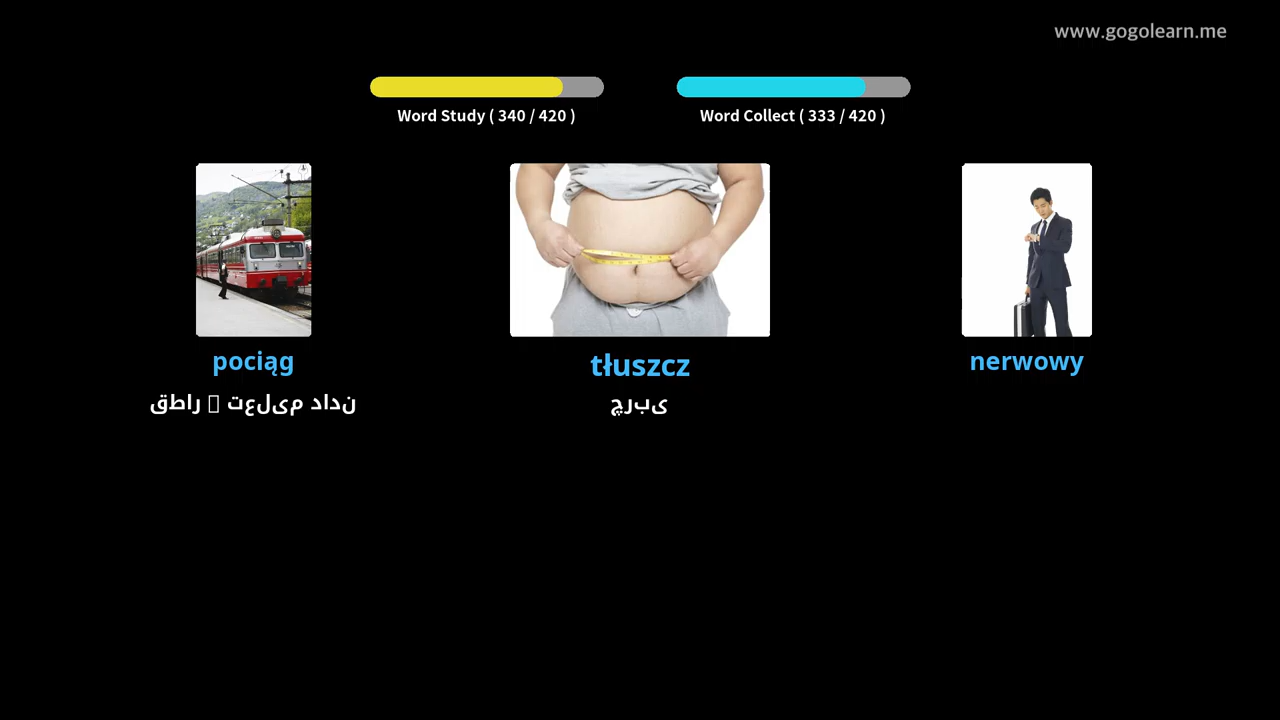 www.gogolearn.me
Word Study ( 340 / 420 )
Word Collect ( 333 / 420 )
pociąg
قطار □ تعلیم دادن
tłuszcz
چربی
nerwowy